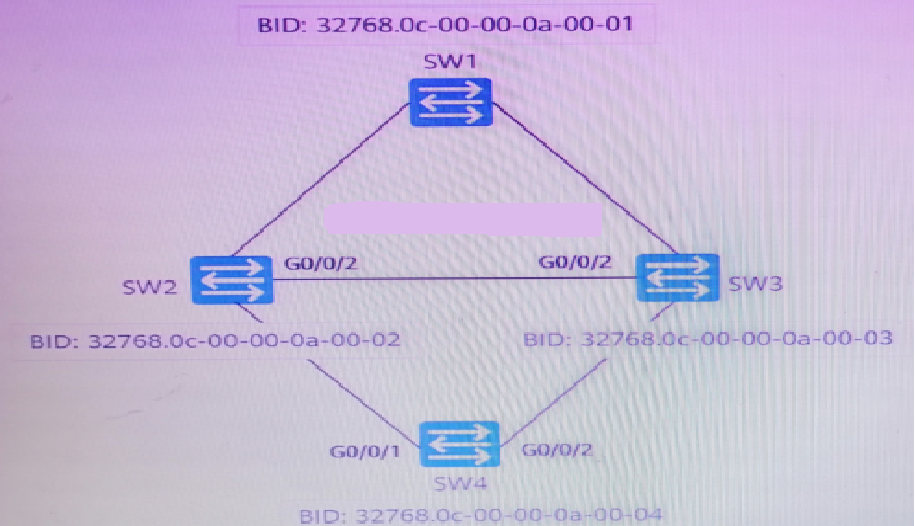 BID: 32768.0c-00-00-0a-00-01
SW1
G0/0/2
G0/0/2
SW2
SW3
BID: 32768.0c-00-00-0a-00-02
BID: 32768.0c-00-00-0a-00-03
G0/0/1
G0/0/2
SW4
BID: 32768.0c-00-00-0a-00-04